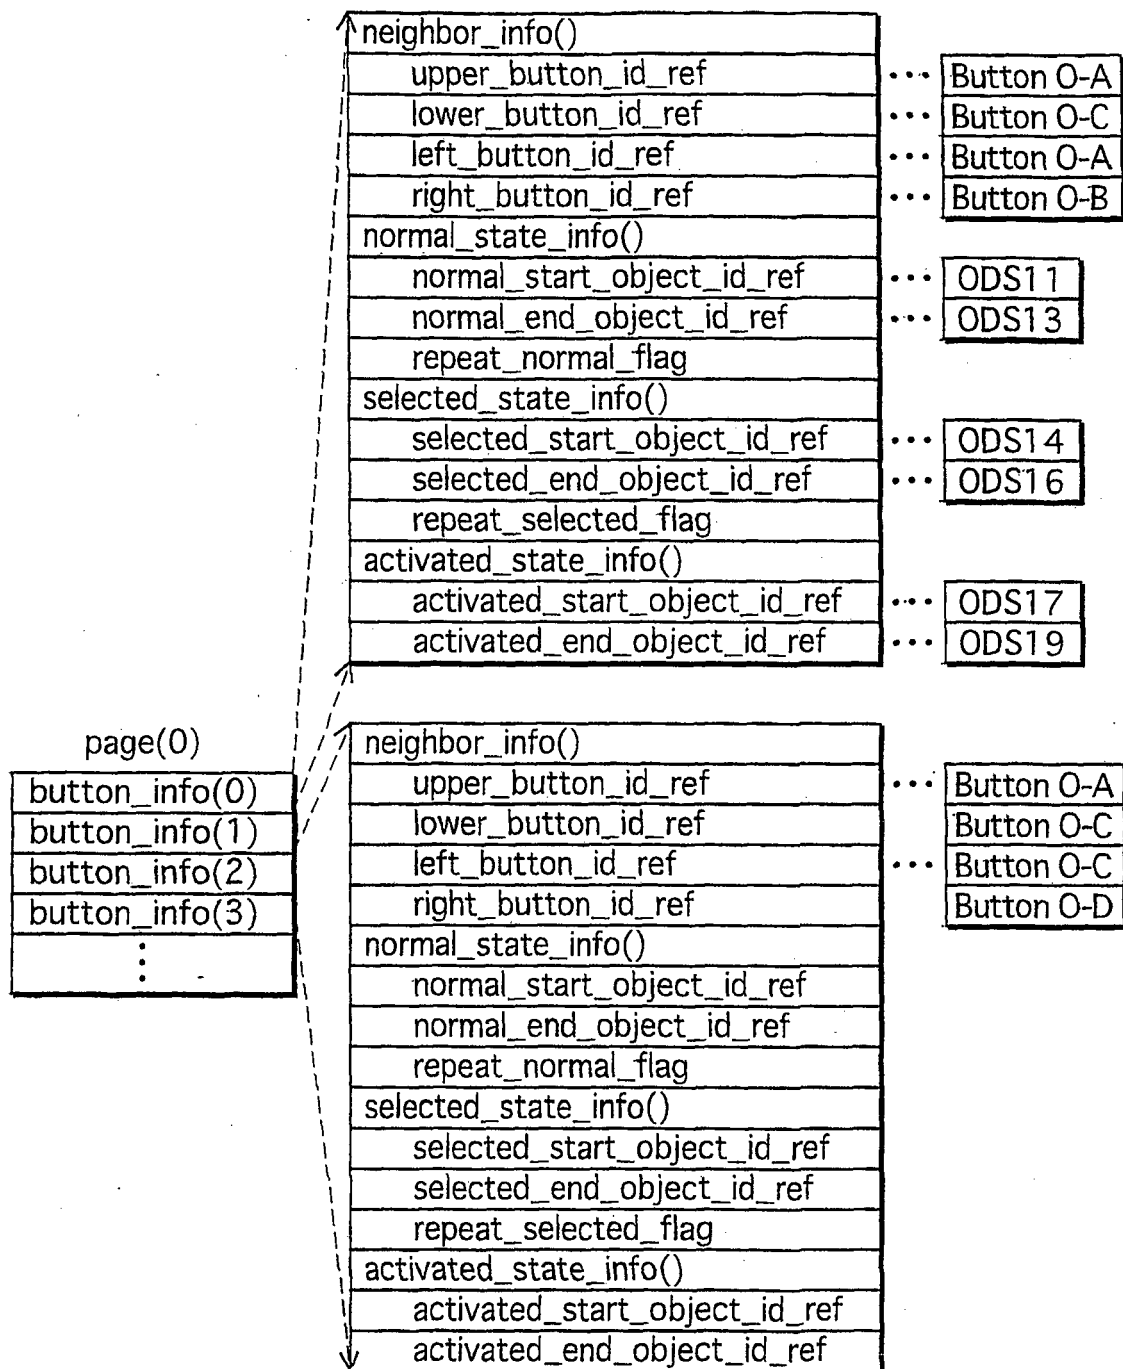 neighbor_info()
upper_button_id_ref ••• Button O-A
lower_button_id_ref ••• Button O-C
left_button_id_ref ••• Button O-A
right_button_id_ref ••• Button O-B
normal_state_info()
normal_start_object_id_ref ••• ODS11
normal_end_object_id_ref ••• ODS13
repeat_normal_flag
selected_state_info()
selected_start_object_id_ref ••• ODS14
selected_end_object_id_ref ••• ODS16
repeat_selected_flag
activated_state_info()
activated_start_object_id_ref ••• ODS17
activated_end_object_id_ref ••• ODS19
page(0)
button_info(0)
button_info(1)
button_info(2)
button_info(3)
neighbor_info()
upper_button_id_ref ••• Button O-A
lower_button_id_ref Button O-C
left_button_id_ref ••• Button O-C
right_button_id_ref Button O-D
normal_state_info()
normal_start_object_id_ref
normal_end_object_id_ref
repeat_normal_flag
selected_state_info()
selected_start_object_id_ref
selected_end_object_id_ref
repeat_selected_flag
activated_state_info()
activated_start_object_id_ref
activated_end_object_id_ref